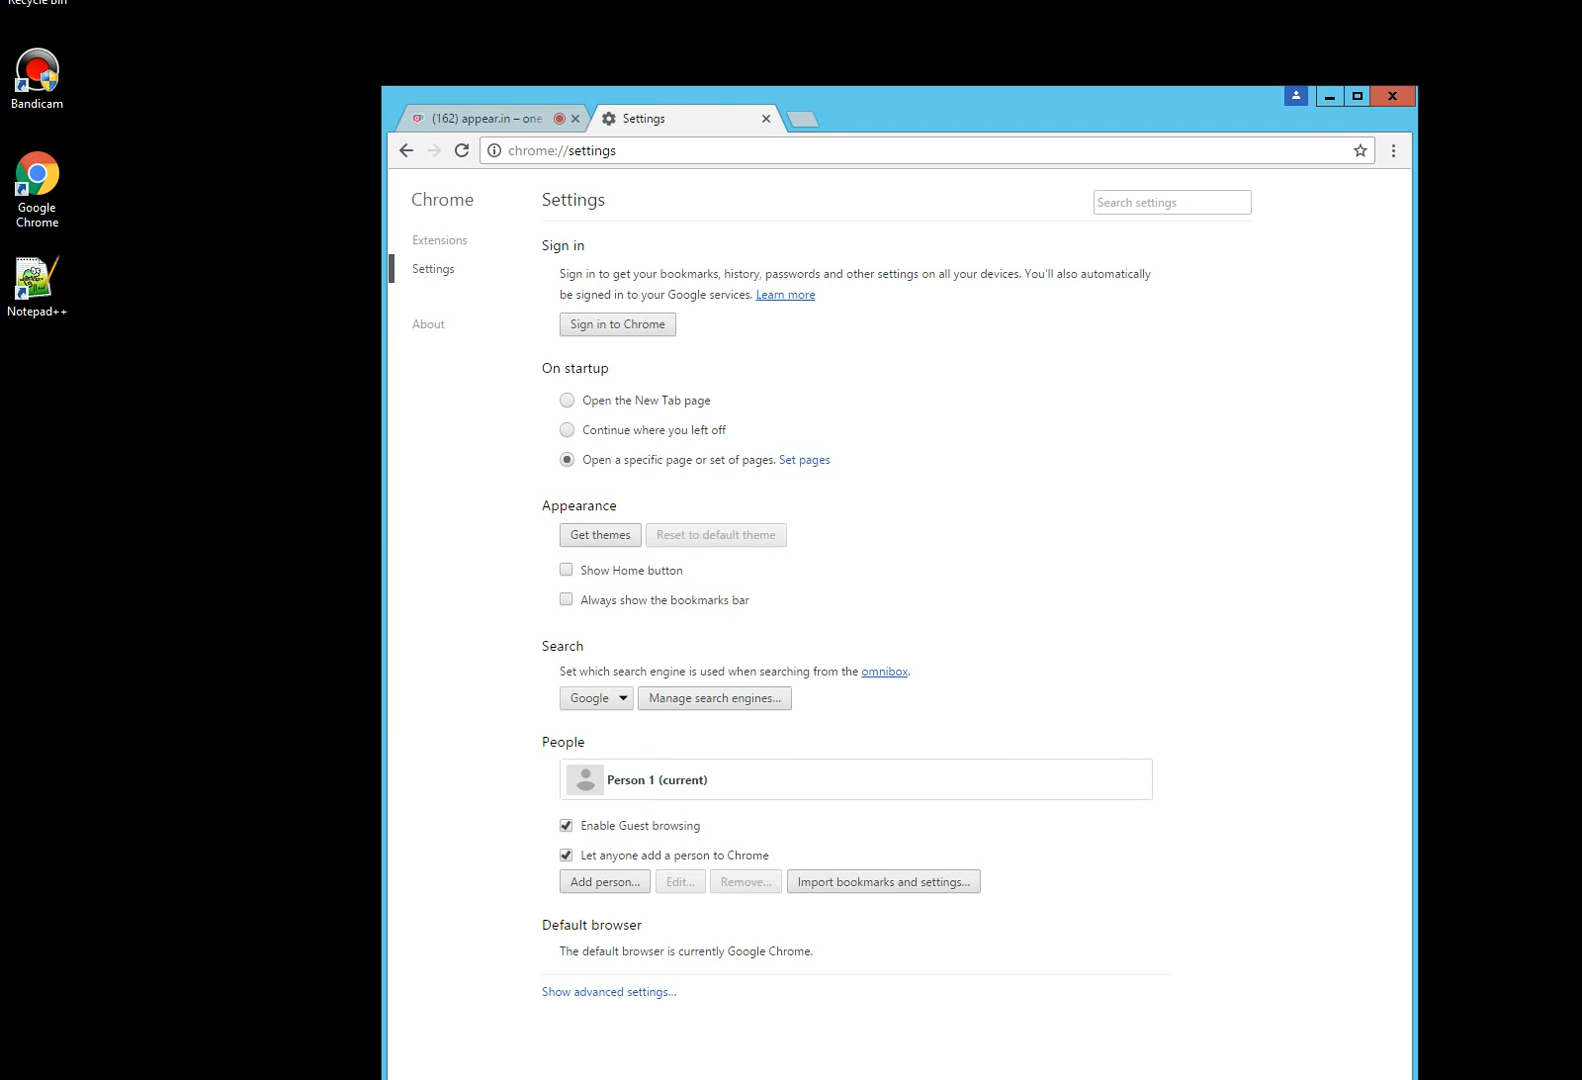 Recycle Bin
Bandicam
Google
Chrome
Notepad++
(162) appear.in – one
Settings
chrome://settings
Chrome
Extensions
Settings
About
Settings
Search settings
Sign in
Sign in to get your bookmarks, history, passwords and other settings on all your devices. You'll also automatically
be signed in to your Google services. Learn more
Sign in to Chrome
On startup
Open the New Tab page
Continue where you left off
Open a specific page or set of pages. Set pages
Appearance
Get themes Reset to default theme
Show Home button
Always show the bookmarks bar
Search
Set which search engine is used when searching from the omnibox.
Google Manage search engines...
People
Person 1 (current)
Enable Guest browsing
Let anyone add a person to Chrome
Add person... Edit... Remove... Import bookmarks and settings...
Default browser
The default browser is currently Google Chrome.
Show advanced settings...